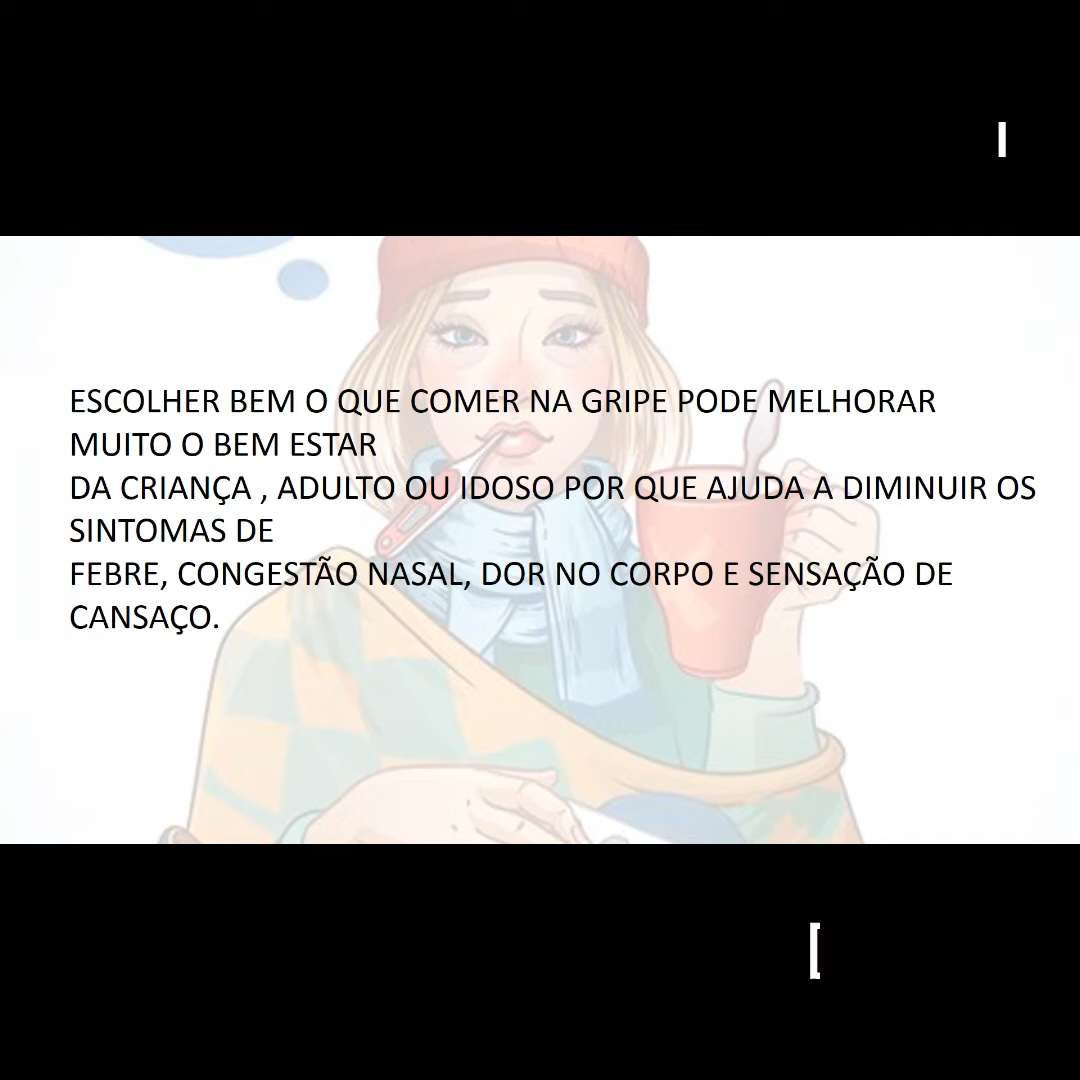 I
ESCOLHER BEM O QUE COMER NA GRIPE PODE MELHORAR
MUITO O BEM ESTAR
DA CRIANÇA , ADULTO OU IDOSO POR QUE AJUDA A DIMINUIR OS
SINTOMAS DE
FEBRE, CONGESTÃO NASAL, DOR NO CORPO E SENSAÇÃO DE
CANSAÇO.
[